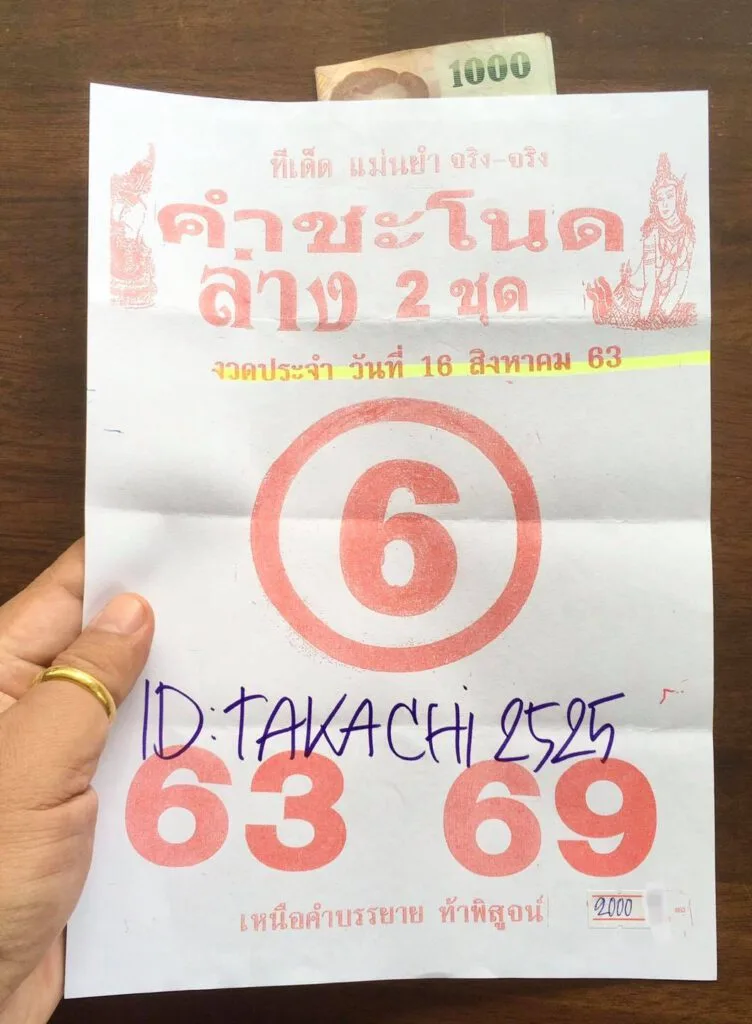 1000
ทีเด็ด แม่นยำ จริง-จริง
คำชะโนด
ล่าง 2 ชุด
งวดประจำ วันที่ 16 สิงหาคม 63
6
ID:TAKACHi2525
63 69
เหนือคำบรรยาย ท้าพิสูจน์
2000